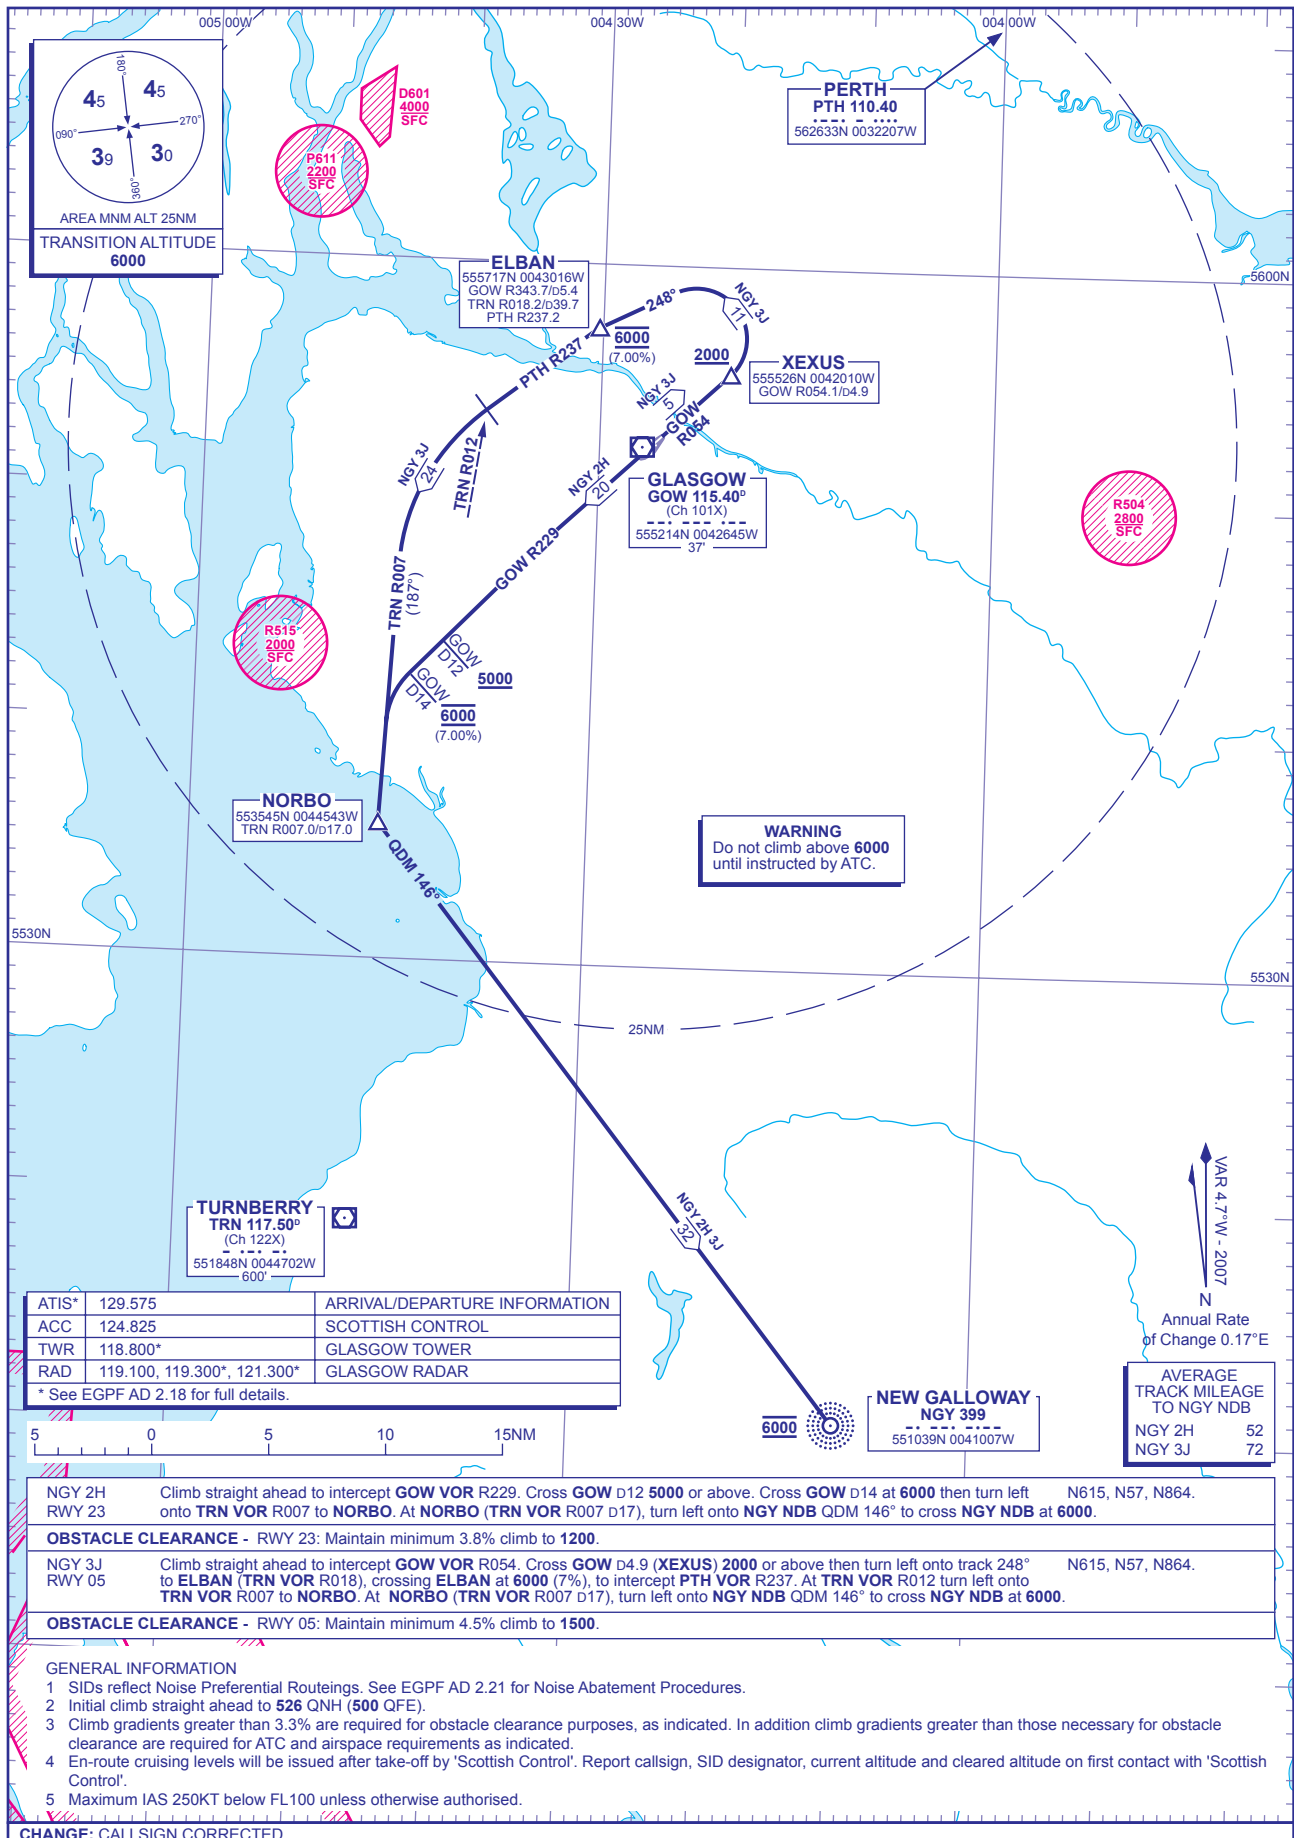 005 00W
004 30W
004 00W
180°
45
45
090°
270°
39
30
360°
AREA MNM ALT 25NM
TRANSITION ALTITUDE
6000
D601
4000
SFC
P611
2200
SFC
PERTH
PTH 110.40
562633N 0032207W
5600N
ELBAN
555717N 0043016W
GOW R343.7/D5.4
TRN R018.2/D39.7
PTH R237.2
248°
NGY 3J
11
6000
(7.00%)
2000
XEXUS
555526N 0042010W
GOW R054.1/D4.9
PTH R237
NGY 3J
5
GOW
R054
NGY 3J
24
TRN R012
NGY 2H
20
GLASGOW
GOW 115.40D
(Ch 101X)
555214N 0042645W
37'
R504
2800
SFC
GOW R229
TRN R007
(187°)
R515
2000
SFC
GOW
D12
5000
GOW
D14
6000
(7.00%)
NORBO
553545N 0044543W
TRN R007.0/D17.0
QDM 146°
WARNING
Do not climb above 6000
until instructed by ATC.
5530N
5530N
25NM
NGY 2H 3J
32
VAR 4.7°W - 2007
N
Annual Rate
of Change 0.17°E
TURNBERRY
TRN 117.50D
(Ch 122X)
551848N 0044702W
600'
ATIS* 129.575 ARRIVAL/DEPARTURE INFORMATION
ACC 124.825 SCOTTISH CONTROL
TWR 118.800* GLASGOW TOWER
RAD 119.100, 119.300*, 121.300* GLASGOW RADAR
* See EGPF AD 2.18 for full details.
5 0 5 10 15NM
6000
NEW GALLOWAY
NGY 399
551039N 0041007W
AVERAGE
TRACK MILEAGE
TO NGY NDB
NGY 2H 52
NGY 3J 72
NGY 2H Climb straight ahead to intercept GOW VOR R229. Cross GOW D12 5000 or above. Cross GOW D14 at 6000 then turn left N615, N57, N864.
RWY 23 onto TRN VOR R007 to NORBO. At NORBO (TRN VOR R007 D17), turn left onto NGY NDB QDM 146° to cross NGY NDB at 6000.
OBSTACLE CLEARANCE - RWY 23: Maintain minimum 3.8% climb to 1200.
NGY 3J Climb straight ahead to intercept GOW VOR R054. Cross GOW D4.9 (XEXUS) 2000 or above then turn left onto track 248° N615, N57, N864.
RWY 05 to ELBAN (TRN VOR R018), crossing ELBAN at 6000 (7%), to intercept PTH VOR R237. At TRN VOR R012 turn left onto
TRN VOR R007 to NORBO. At NORBO (TRN VOR R007 D17), turn left onto NGY NDB QDM 146° to cross NGY NDB at 6000.
OBSTACLE CLEARANCE - RWY 05: Maintain minimum 4.5% climb to 1500.
GENERAL INFORMATION
1 SIDs reflect Noise Preferential Routeings. See EGPF AD 2.21 for Noise Abatement Procedures.
2 Initial climb straight ahead to 526 QNH (500 QFE).
3 Climb gradients greater than 3.3% are required for obstacle clearance purposes, as indicated. In addition climb gradients greater than those necessary for obstacle
clearance are required for ATC and airspace requirements as indicated.
4 En-route cruising levels will be issued after take-off by 'Scottish Control'. Report callsign, SID designator, current altitude and cleared altitude on first contact with 'Scottish
Control'.
5 Maximum IAS 250KT below FL100 unless otherwise authorised.
CHANGE: CALLSIGN CORRECTED